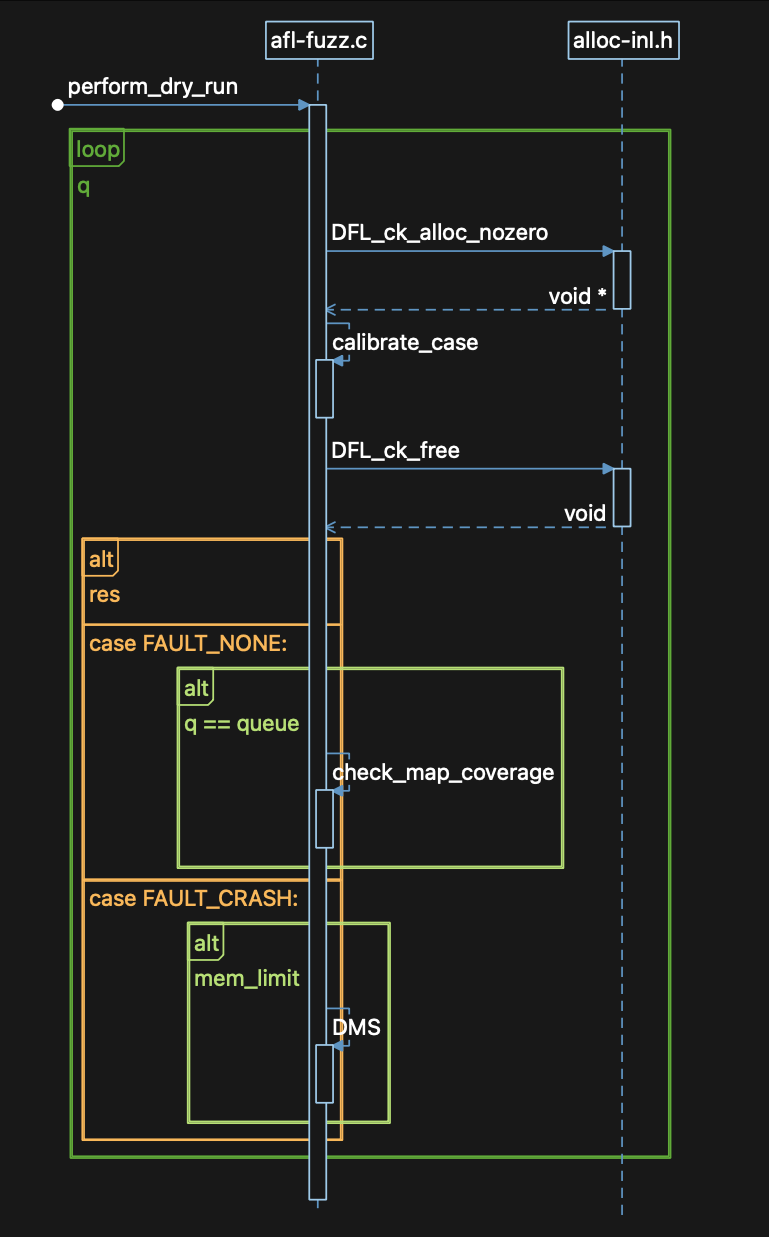 afl-fuzz.c
alloc-inl.h
perform_dry_run
loop
q
DFL_ck_alloc_nozero
void *
calibrate_case
DFL_ck_free
void
alt
res
case FAULT_NONE:
alt
q == queue
check_map_coverage
case FAULT_CRASH:
alt
mem_limit
DMS